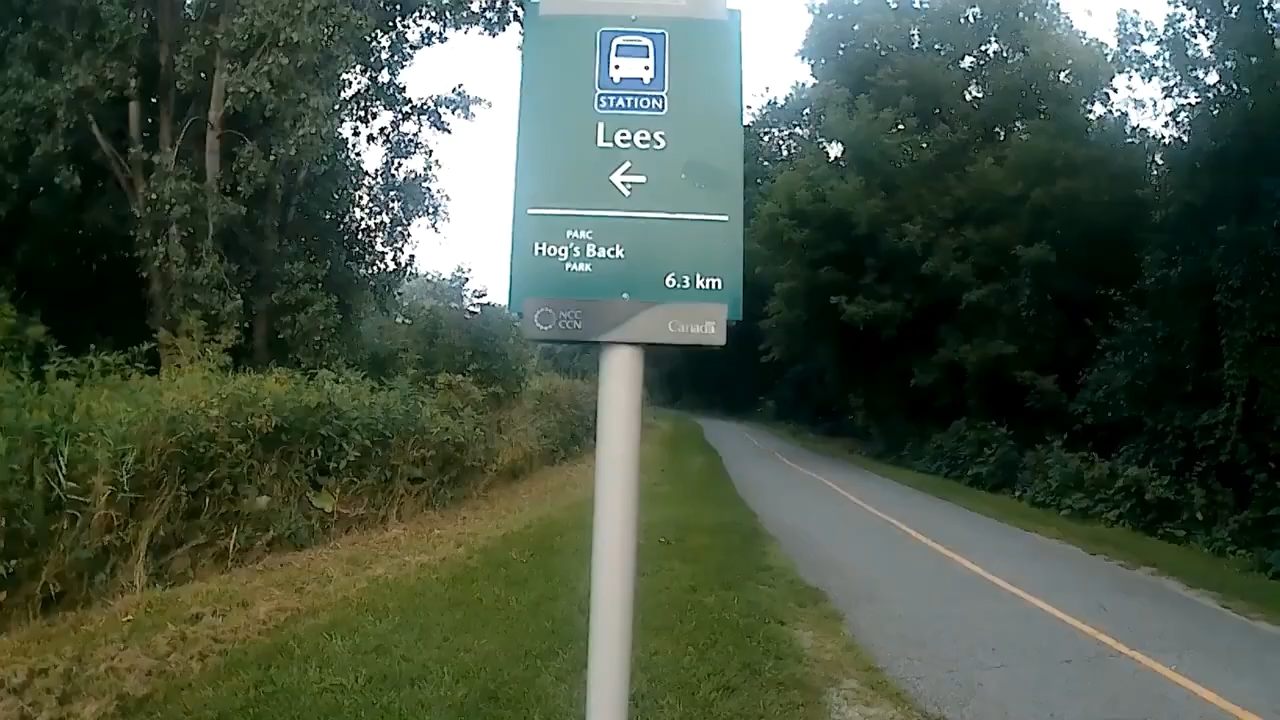 STATION
Lees
←
PARC
Hog's Back
PARK
6.3 km
NCC
CCN
Canada